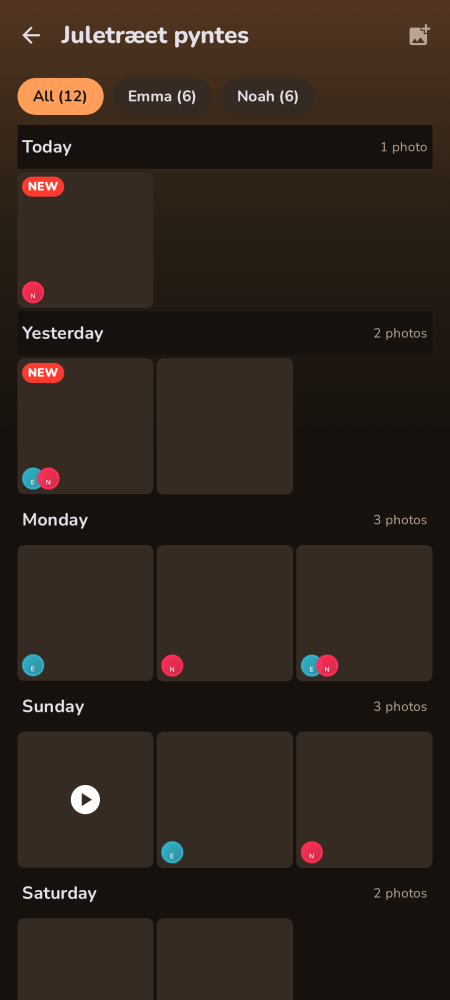 Juletræet pyntes
All (12) Emma (6) Noah (6)
Today 1 photo
NEW
N
Yesterday 2 photos
NEW
E N
Monday 3 photos
E N E N
Sunday 3 photos
E N
Saturday 2 photos